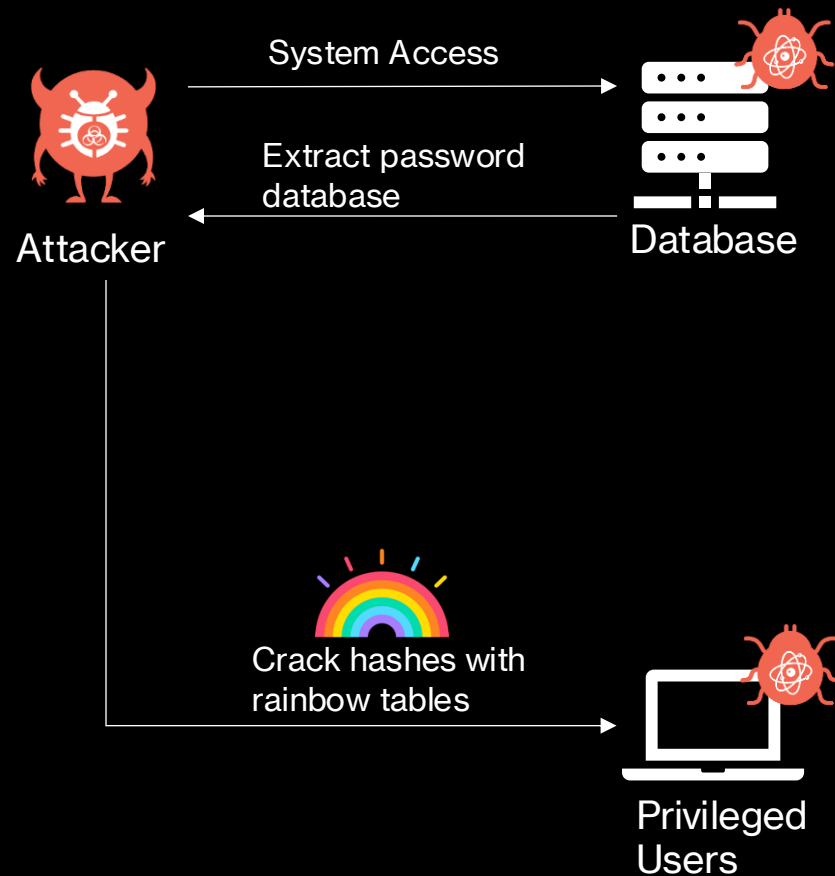 System Access
Extract password
database
Attacker
Database
Crack hashes with
rainbow tables
Privileged
Users